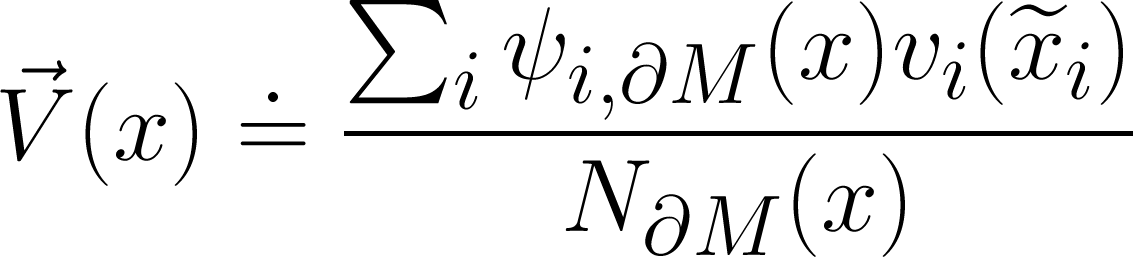 $\vec{V}(x) \doteq \frac{\sum_i \psi_{i,\partial M}(x) v_i(\widetilde{x}_i)}{N_{\partial M}(x)}$